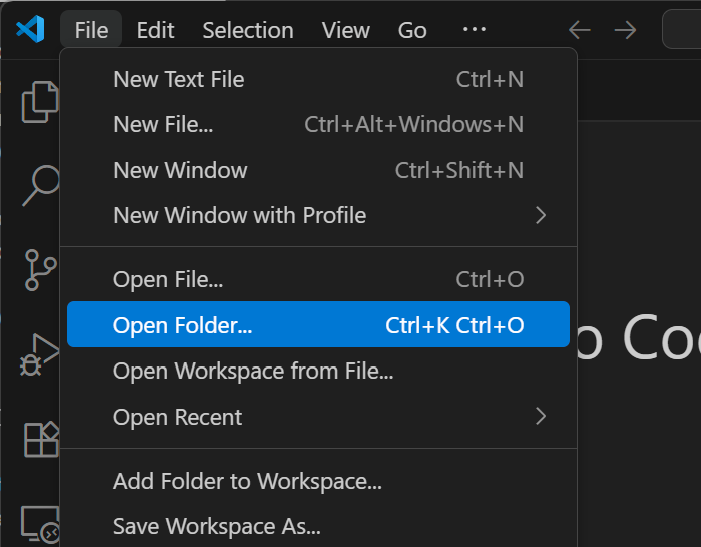 File Edit Selection View Go ...
New Text File Ctrl+N
New File... Ctrl+Alt+Windows+N
New Window Ctrl+Shift+N
New Window with Profile
Open File... Ctrl+O
Open Folder... Ctrl+K Ctrl+O
o Co
Open Workspace from File...
Open Recent
Add Folder to Workspace...
Save Workspace As...